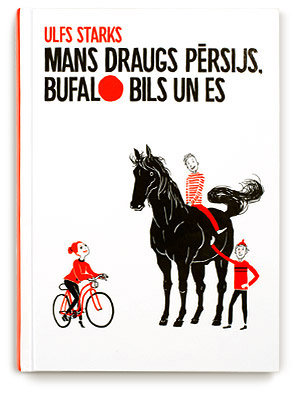 ULFS STARKS
MANS DRAUGS PĒRSIJS,
BUFALO BILS UN ES